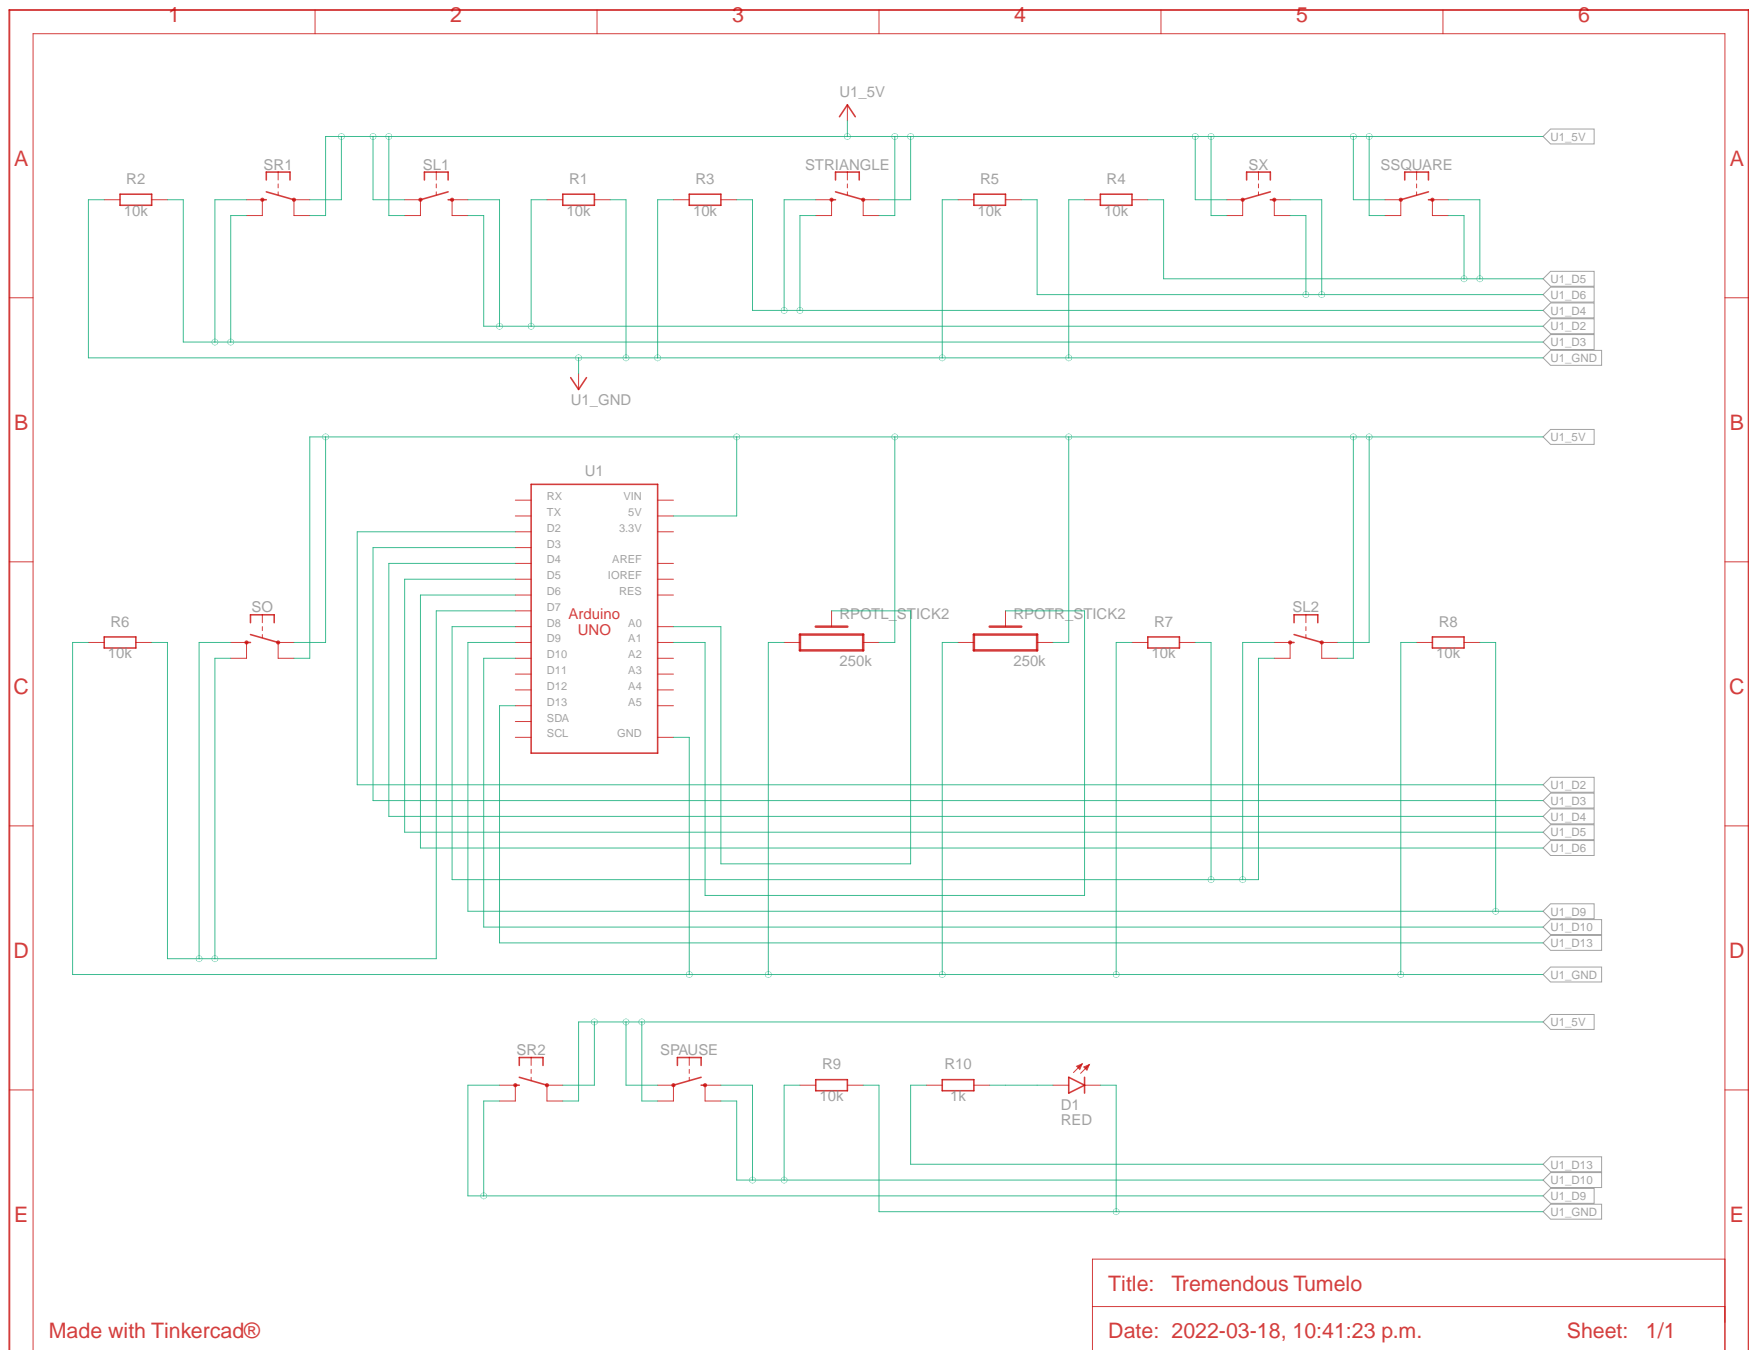 1 2 3 4 5 6
U1_5V
U1_5V
A A
SR1 SL1 STRIANGLE SX SSQUARE
R2 R1 R3 R5 R4
10k 10k 10k 10k 10k
U1_D5
U1_D6
U1_D4
U1_D2
U1_D3
U1_GND
U1_GND
B B
U1_5V
U1
RX VIN
TX 5V
D2 3.3V
D3
D4 AREF
D5 IOREF
D6 RES
D7
Arduino
UNO
D8 A0
D9 A1
D10 A2
D11 A3
D12 A4
D13 A5
SDA
SCL GND
SO RPOTL_STICK2 RPOTR_STICK2 SL2
R6 R7 R8
10k 250k 250k 10k 10k
C C
U1_D2
U1_D3
U1_D4
U1_D5
U1_D6
U1_D9
U1_D10
U1_D13
D D
U1_GND
U1_5V
SR2 SPAUSE R9 R10
10k 1k
D1
RED
U1_D13
U1_D10
U1_D9
U1_GND
E E
Title: Tremendous Tumelo
Made with Tinkercad®
Date: 2022-03-18, 10:41:23 p.m. Sheet: 1/1